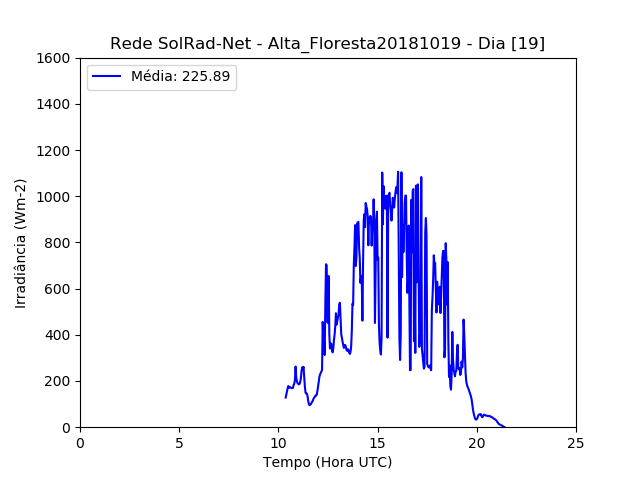 Rede SolRad-Net - Alta_Floresta20181019 - Dia [19]
Média: 225.89
1600
1400
1200
1000
800
600
400
200
0
Irradiância (Wm-2)
0 5 10 15 20 25
Tempo (Hora UTC)